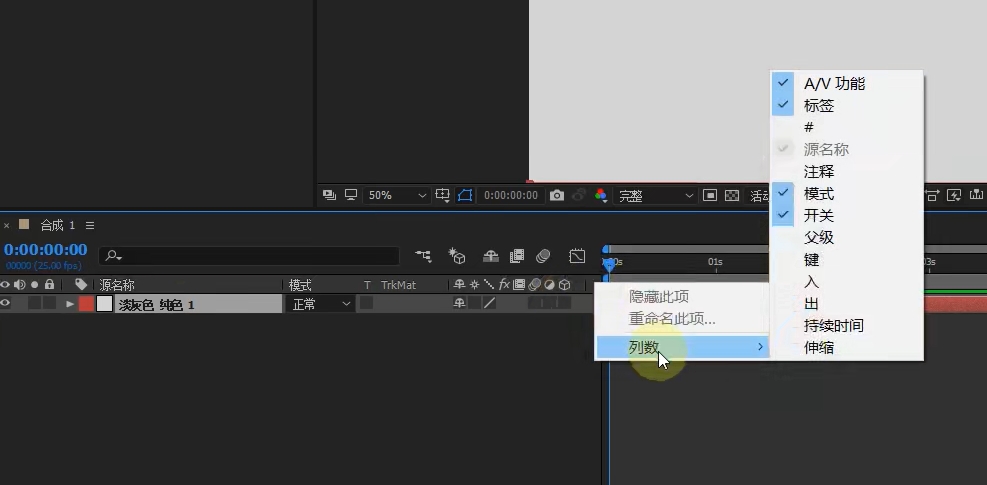 A/V 功能
标签
#
源名称
注释
模式
开关
父级
键
入
出
持续时间
伸缩
50%
0:00:00:00
完整
活动
× 合成 1
0:00:00:00
00000 (25.00 fps)
01s
03s
源名称
模式
T TrkMat
fx
淡灰色 纯色 1
正常
隐藏此项
重命名此项...
列数